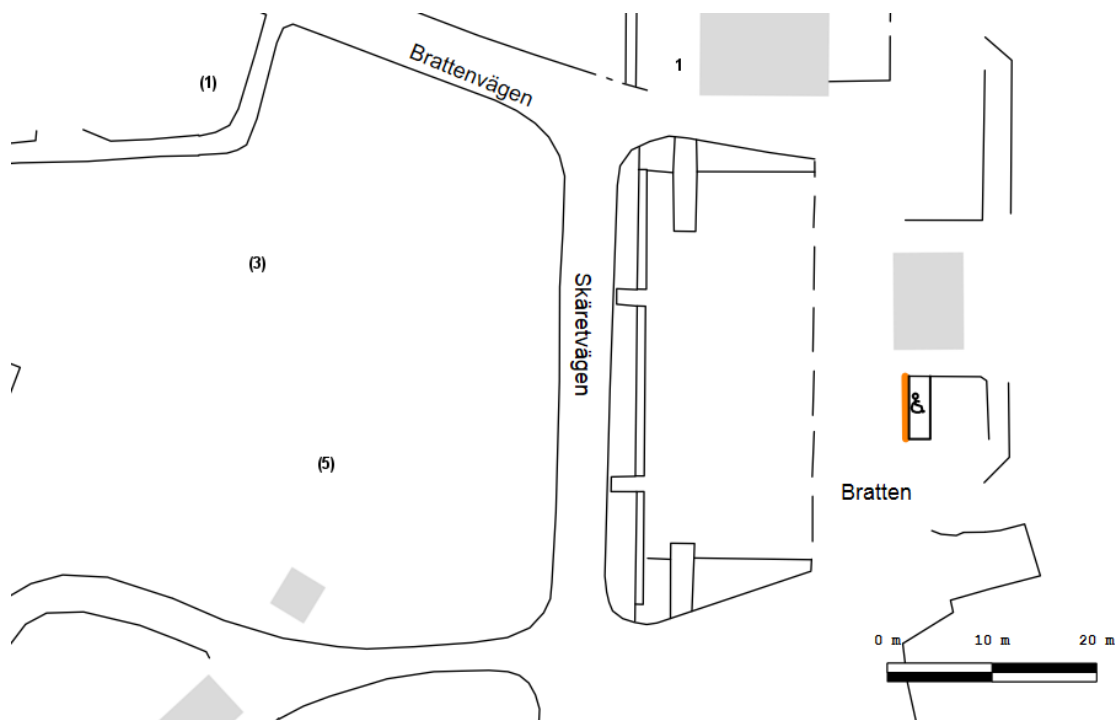 Brattenvägen
(1)
1
(3)
Skäretvägen
(5)
Bratten
0 m 10 m 20 m